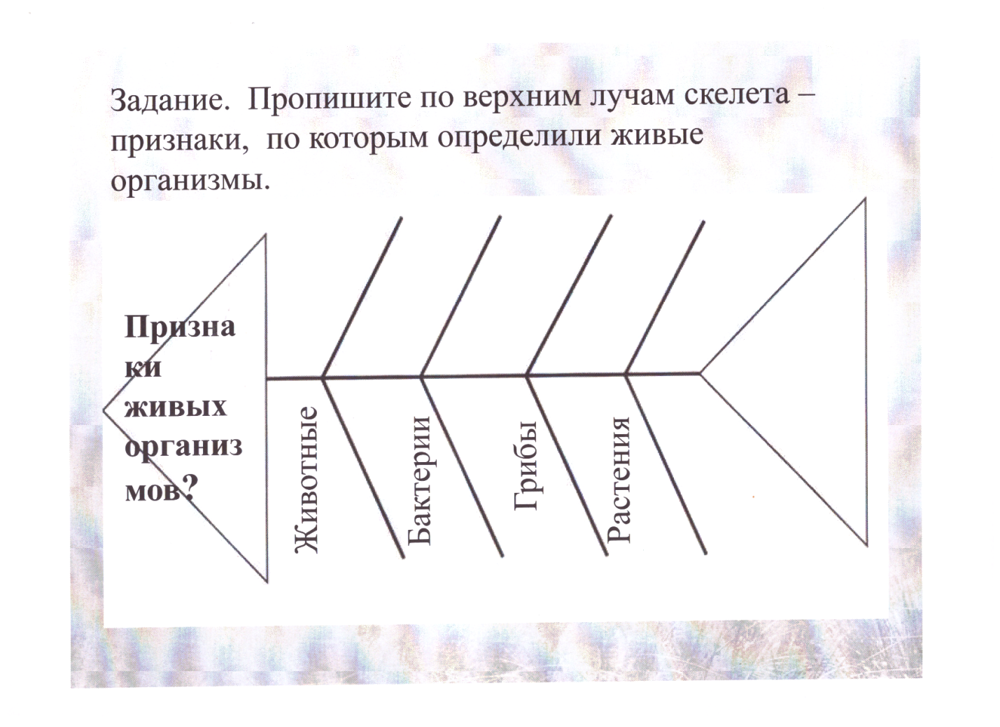 Задание. Пропишите по верхним лучам скелета –
признаки, по которым определили живые
организмы.
Призна
ки
живых
организ
мов?
Животные
Бактерии
Грибы
Растения